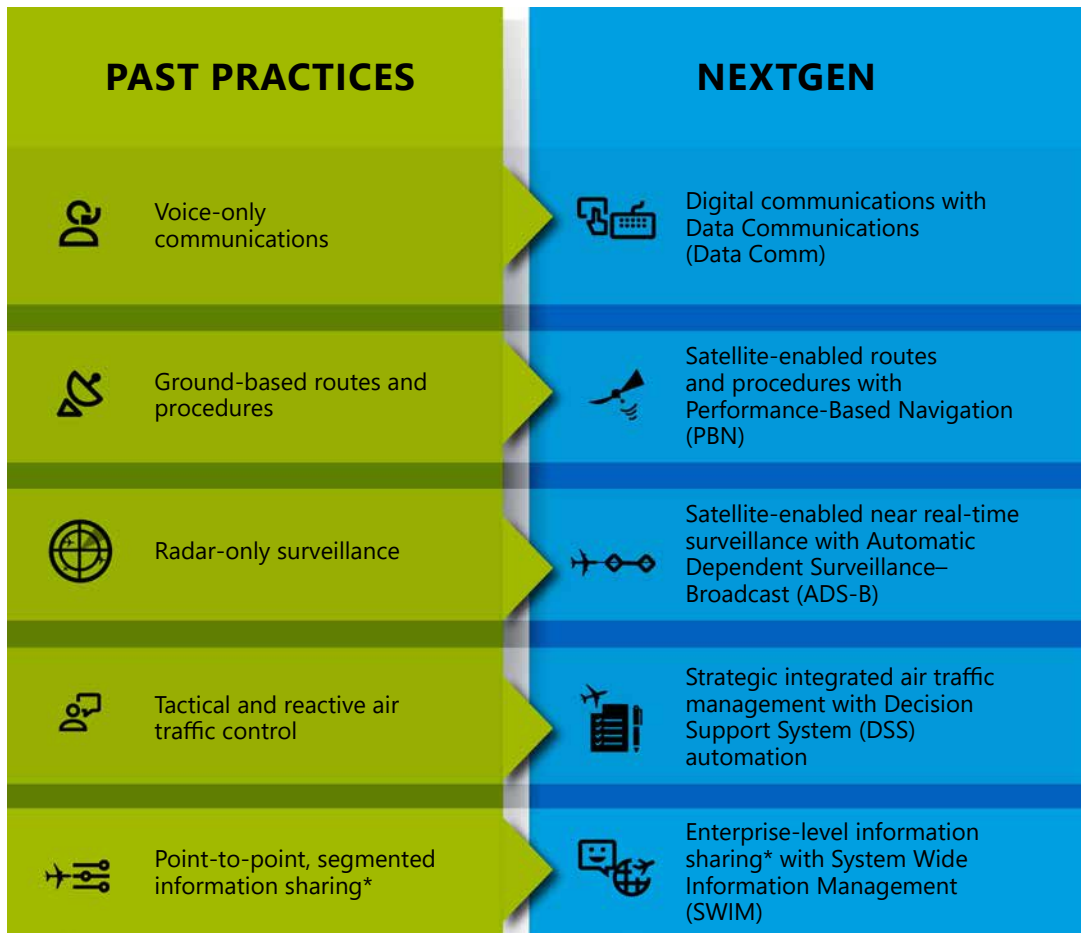 PAST PRACTICES
NEXTGEN
Voice-only
communications
Digital communications with
Data Communications
(Data Comm)
Ground-based routes and
procedures
Satellite-enabled routes
and procedures with
Performance-Based Navigation
(PBN)
Radar-only surveillance
Satellite-enabled near real-time
surveillance with Automatic
Dependent Surveillance–
Broadcast (ADS-B)
Tactical and reactive air
traffic control
Strategic integrated air traffic
management with Decision
Support System (DSS)
automation
Point-to-point, segmented
information sharing*
Enterprise-level information
sharing* with System Wide
Information Management
(SWIM)